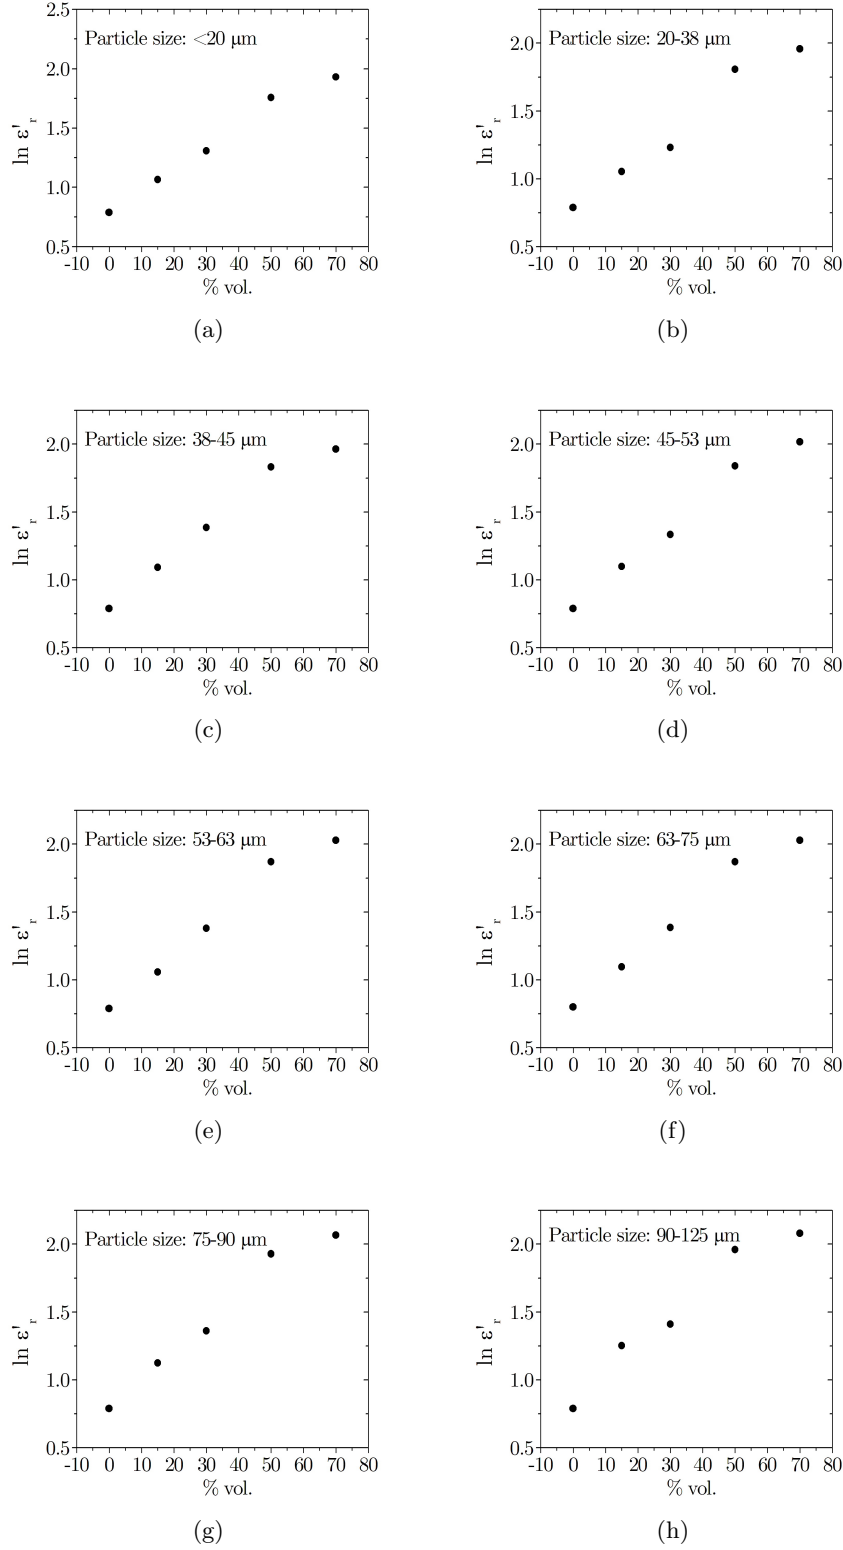 Particle size: <20 μm
2.5
2.0
1.5
1.0
0.5
ln ε'r
-10 0 10 20 30 40 50 60 70 80
% vol.
(a)
Particle size: 20-38 μm
2.0
1.5
1.0
0.5
ln ε'r
-10 0 10 20 30 40 50 60 70 80
% vol.
(b)
Particle size: 38-45 μm
2.0
1.5
1.0
0.5
ln ε'r
-10 0 10 20 30 40 50 60 70 80
% vol.
(c)
Particle size: 45-53 μm
2.0
1.5
1.0
0.5
ln ε'r
-10 0 10 20 30 40 50 60 70 80
% vol.
(d)
Particle size: 53-63 μm
2.0
1.5
1.0
0.5
ln ε'r
-10 0 10 20 30 40 50 60 70 80
% vol.
(e)
Particle size: 63-75 μm
2.0
1.5
1.0
0.5
ln ε'r
-10 0 10 20 30 40 50 60 70 80
% vol.
(f)
Particle size: 75-90 μm
2.0
1.5
1.0
0.5
ln ε'r
-10 0 10 20 30 40 50 60 70 80
% vol.
(g)
Particle size: 90-125 μm
2.0
1.5
1.0
0.5
ln ε'r
-10 0 10 20 30 40 50 60 70 80
% vol.
(h)